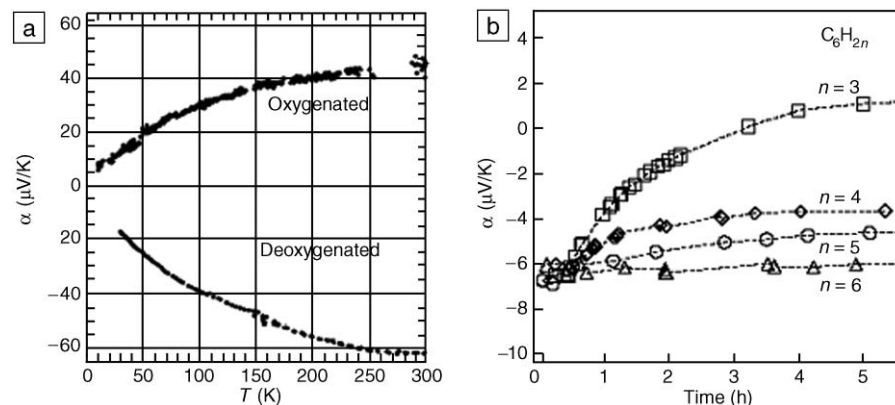 a
60
40
20
0
20
−40
−60
α (μV/K)
Oxygenated
Deoxygenated
0 50 100 150 200 250 300
T (K)
b
4
2
0
−2
−4
−6
−8
−10
α (μV/K)
C6H2n
n = 3
n = 4
n = 5
n = 6
0 1 2 3 4 5
Time (h)